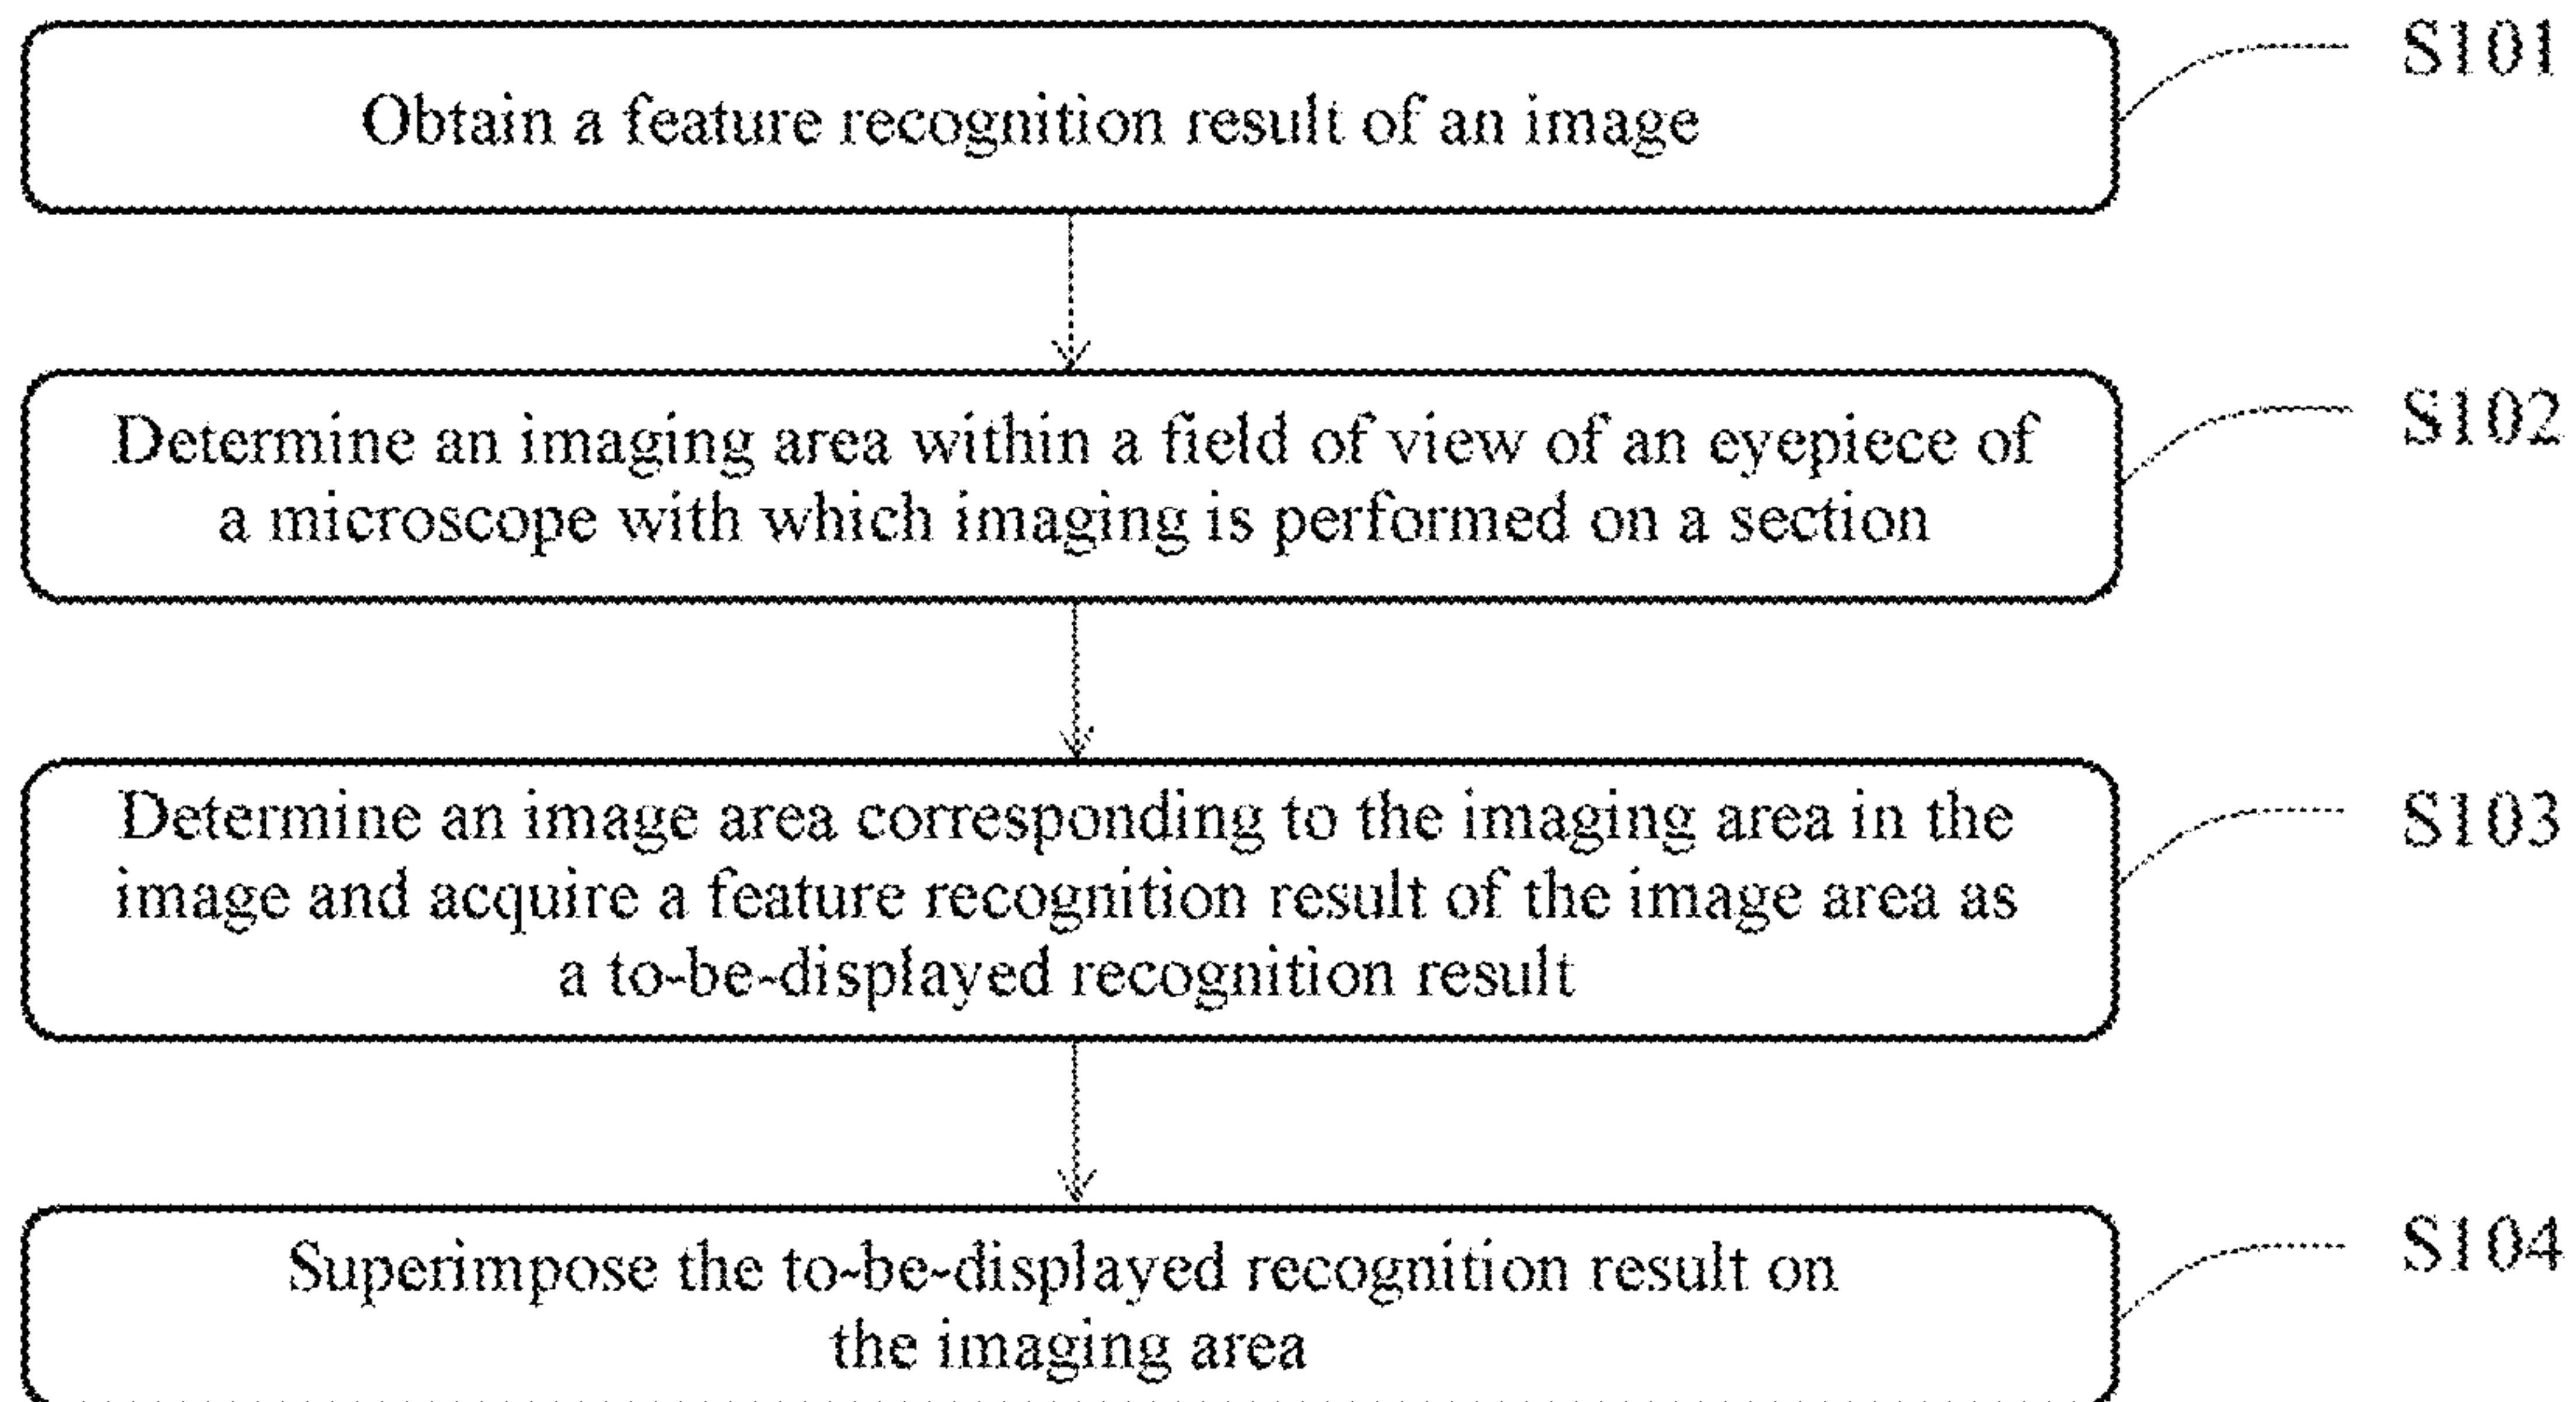 S101
Obtain a feature recognition result of an image
S102
Determine an imaging area within a field of view of an eyepiece of
a microscope with which imaging is performed on a section
S103
Determine an image area corresponding to the imaging area in the
image and acquire a feature recognition result of the image area as
a to-be-displayed recognition result
S104
Superimpose the to-be-displayed recognition result on
the imaging area